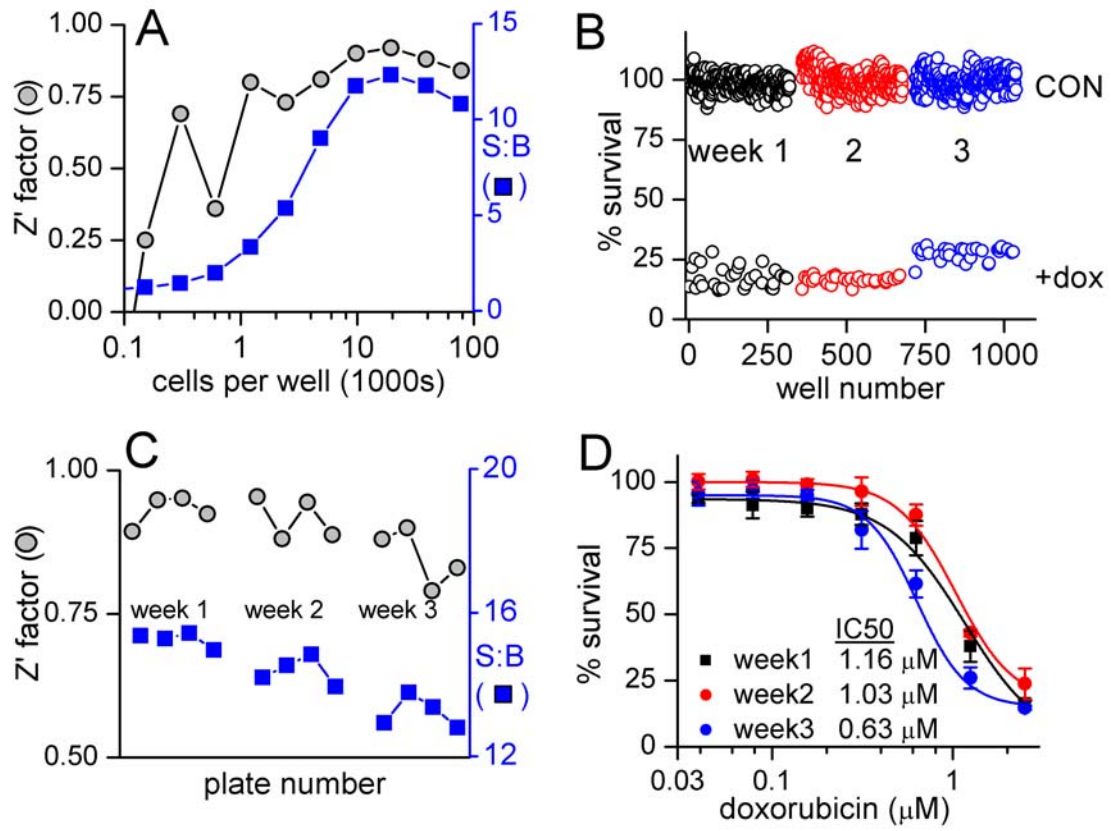 A
1.00
0.75
0.50
0.25
0.00
Z' factor (●)
15
10
S:B
(■)
5
0
0.1
1
10
100
cells per well (1000s)
B
100
75
50
25
0
% survival
CON
week 1
2
3
+dox
0
250
500
750
1000
well number
C
1.00
0.75
0.50
Z' factor (●)
20
16
S:B
(■)
12
week 1
week 2
week 3
plate number
D
100
75
50
25
0
% survival
IC50
■ week1 1.16 μM
● week2 1.03 μM
● week3 0.63 μM
0.03
0.1
1
doxorubicin (μM)